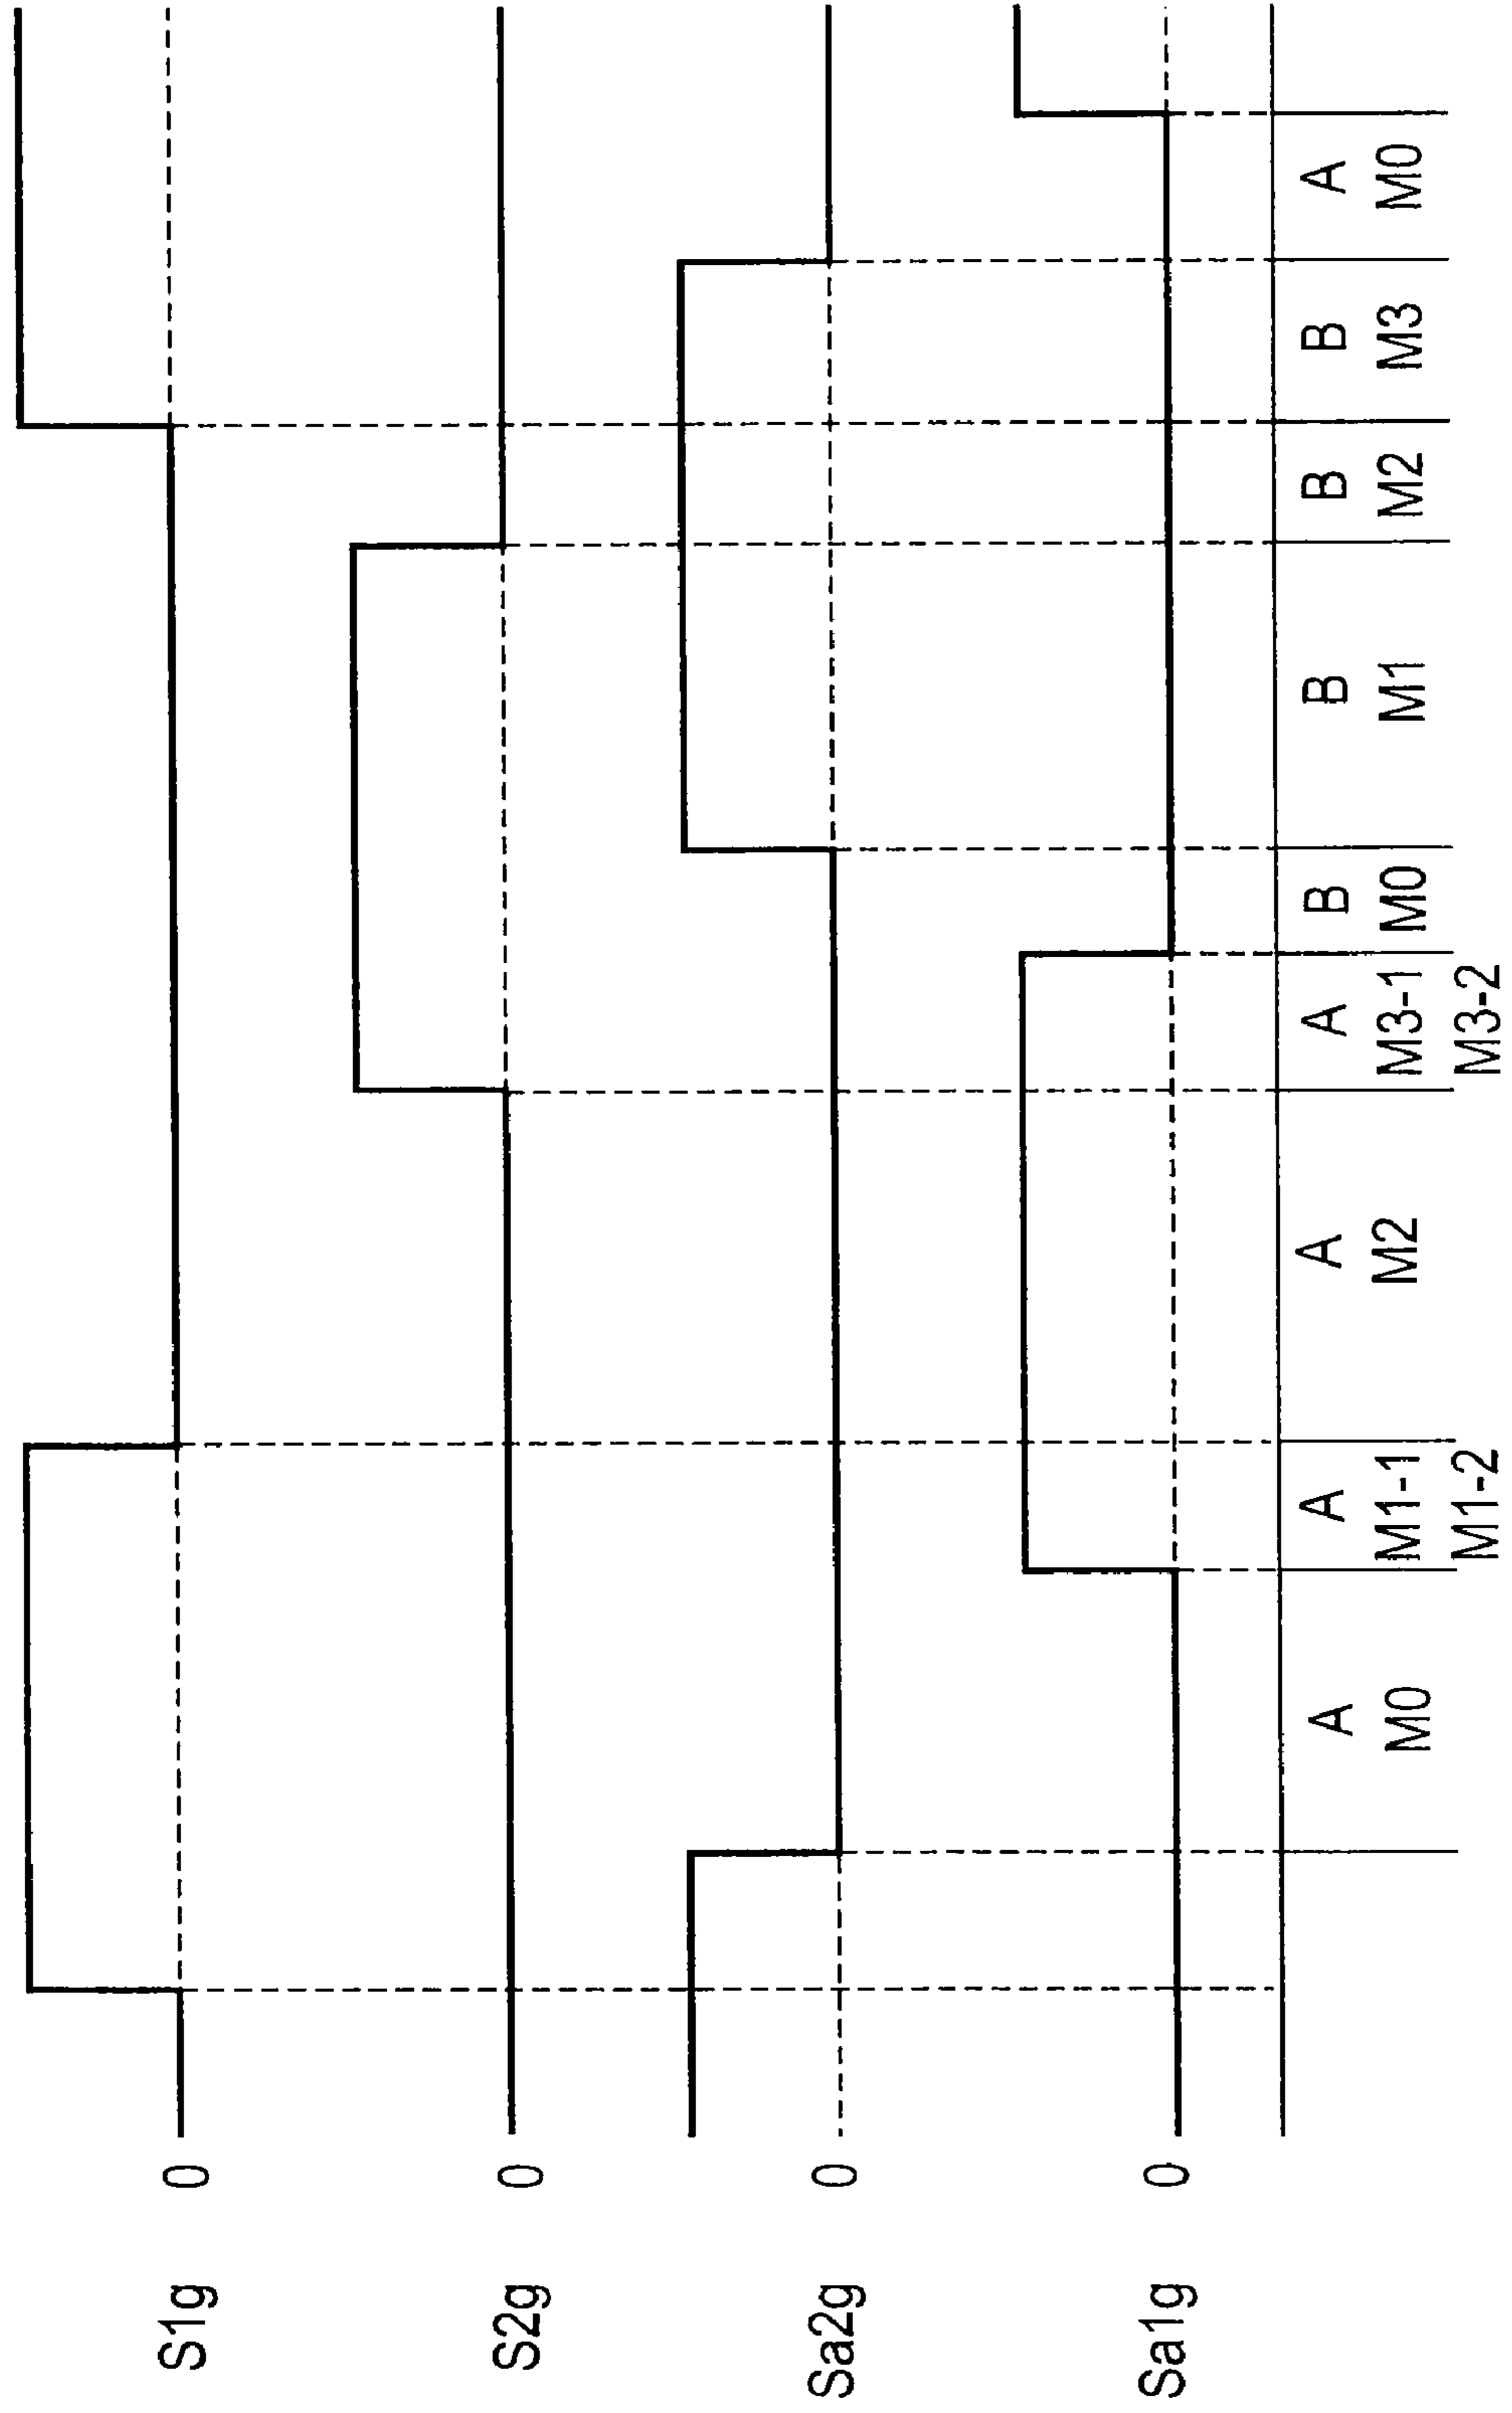 S1g 0
S2g 0
Sa2g 0
Sa1g 0
A A A A B B B B A
M0 M1-1 M2 M3-1 M0 M1 M2 M3 M0
M1-2 M3-2